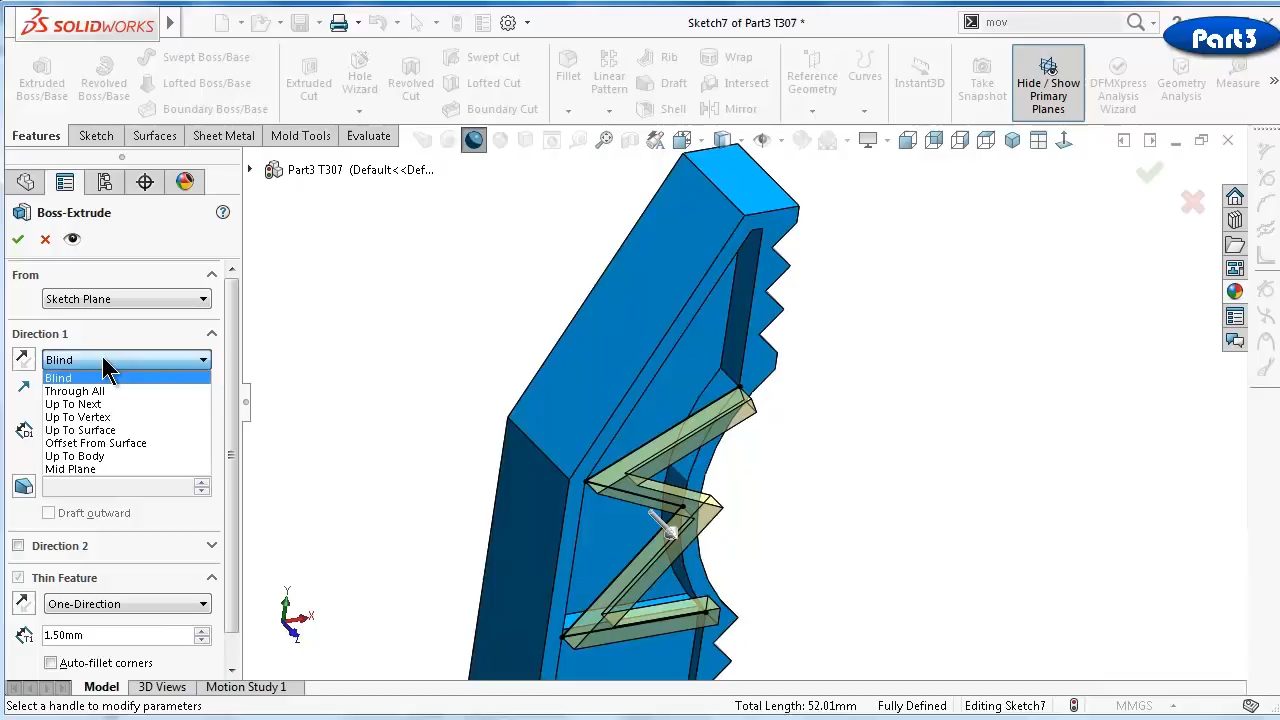 SOLIDWORKS
Sketch7 of Part3 T307 *
mov
Part3
Extruded Boss/Base
Revolved Boss/Base
Swept Boss/Base
Lofted Boss/Base
Boundary Boss/Base
Extruded Cut
Hole Wizard
Revolved Cut
Swept Cut
Lofted Cut
Boundary Cut
Fillet
Linear Pattern
Rib
Draft
Shell
Wrap
Intersect
Mirror
Reference Geometry
Curves
Instant3D
Take Snapshot
Hide / Show Primary Planes
DFMXpress Analysis Wizard
Geometry Analysis
Measure
Features
Sketch
Surfaces
Sheet Metal
Mold Tools
Evaluate
Part3 T307 (Default<<Def...
Boss-Extrude
From
Sketch Plane
Direction 1
Blind
Blind
Through All
Up To Next
Up To Vertex
Up To Surface
Offset From Surface
Up To Body
Mid Plane
Draft outward
Direction 2
Thin Feature
One-Direction
1.50mm
Auto-fillet corners
Y
X
Z
Model
3D Views
Motion Study 1
Select a handle to modify parameters
Total Length: 52.01mm
Fully Defined
Editing Sketch7
MMGS